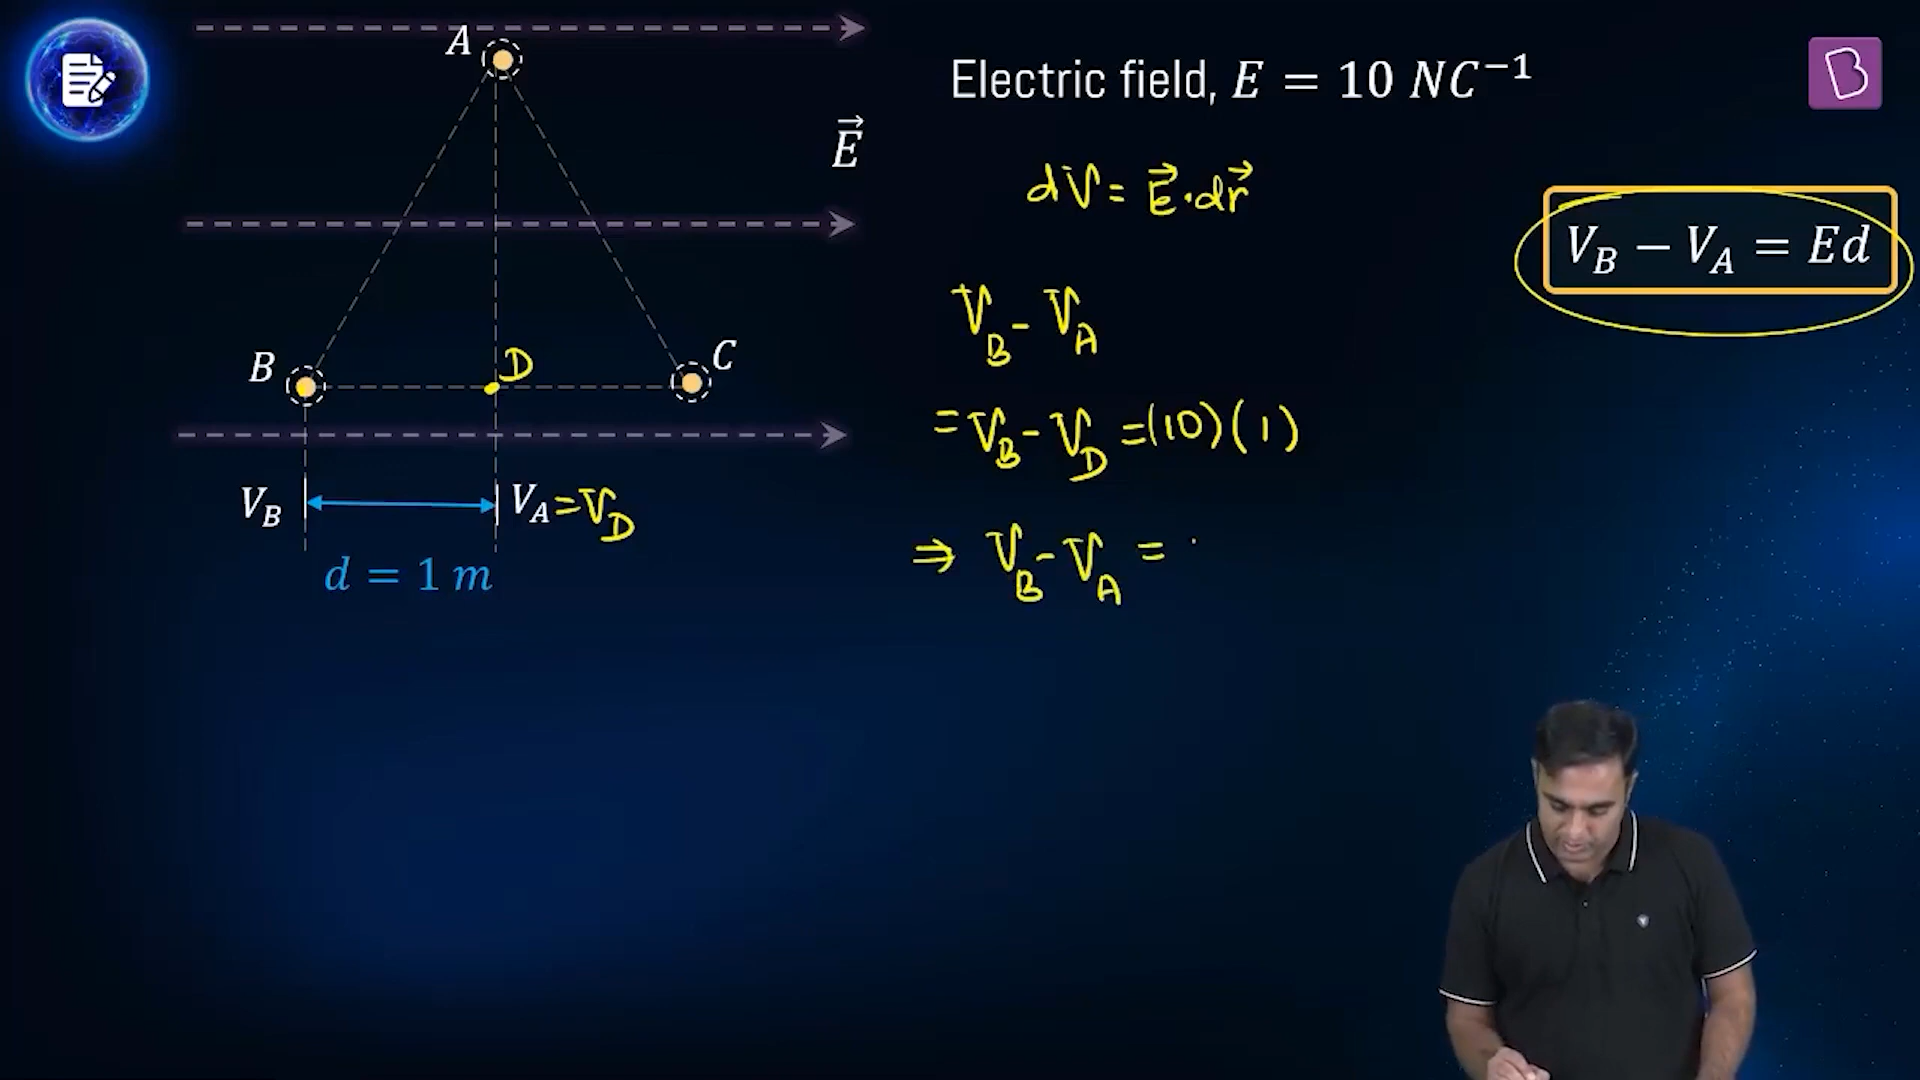 A
Electric field, E = 10 NC⁻¹
B
E⃗
dV = E⃗·dr⃗
V_B − V_A = Ed
V_B − V_A
B
D
C
= V_B − V_D = (10)(1)
V_B
V_A = V_D
⇒ V_B − V_A =
d = 1 m